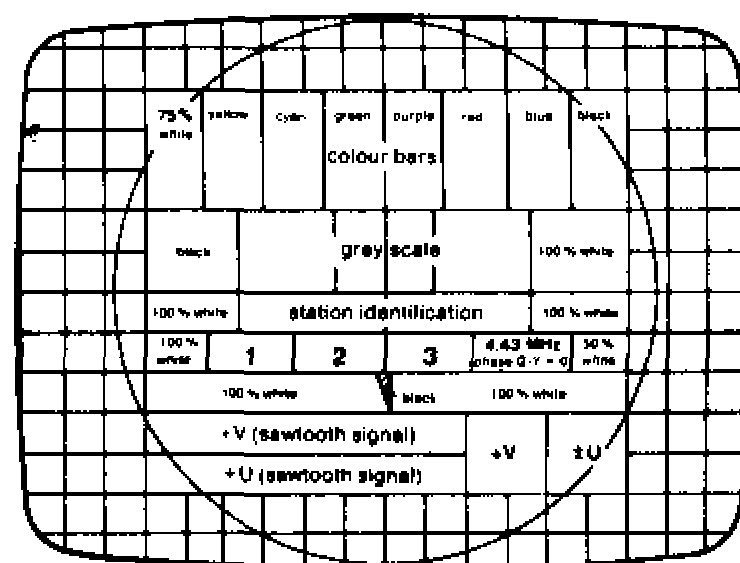 75% yellow cyan green purple red blue black
white
colour bars
black grey scale 100 % white
100 % white station identification 100 % white
100 % 1 2 3 4.43 MHz 50 %
white phase G-Y = 0 white
100 % white black 100 % white
+V (sawtooth signal) +V ±U
+U (sawtooth signal)